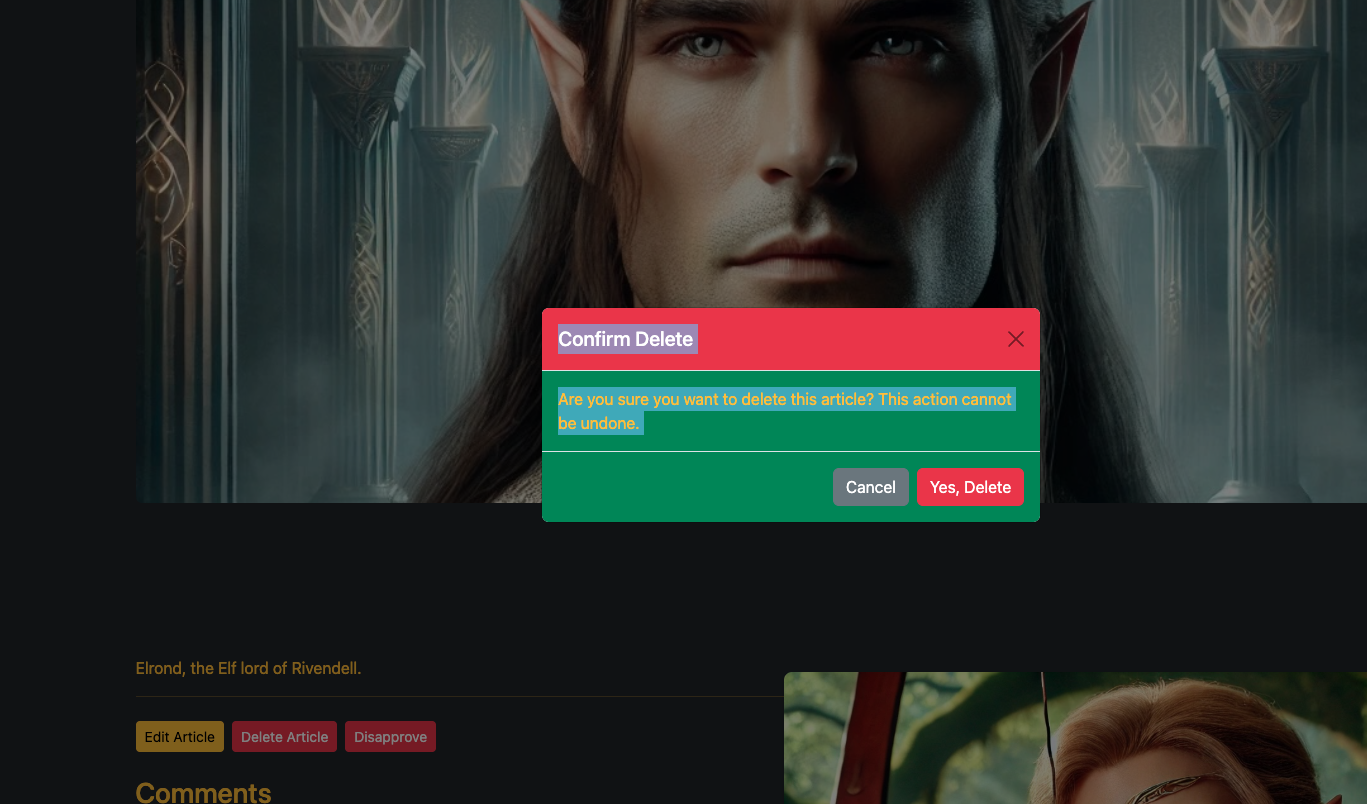 Confirm Delete
Are you sure you want to delete this article? This action cannot
be undone.
Cancel
Yes, Delete
Elrond, the Elf lord of Rivendell.
Edit Article
Delete Article
Disapprove
Comments